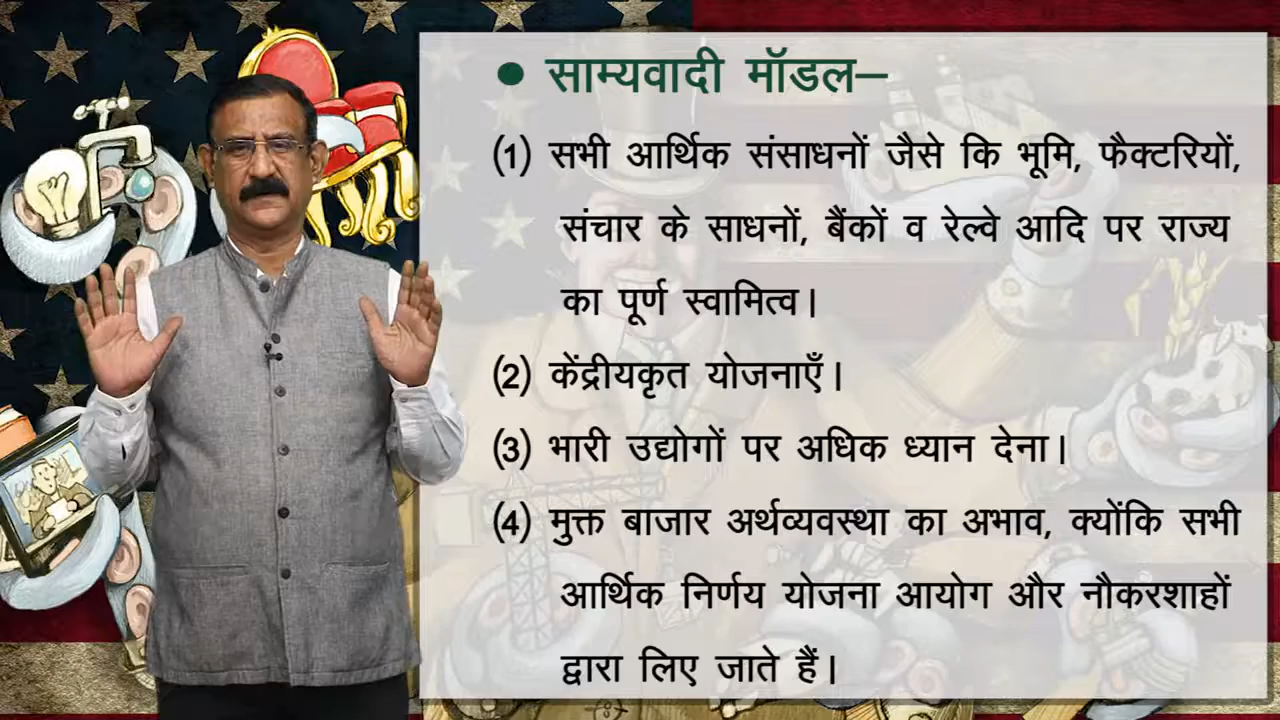 ● साम्यवादी मॉडल—
(1) सभी आर्थिक संसाधनों जैसे कि भूमि, फैक्टरियों,
संचार के साधनों, बैंकों व रेल्वे आदि पर राज्य
का पूर्ण स्वामित्व।
(2) केंद्रीयकृत योजनाएँ।
(3) भारी उद्योगों पर अधिक ध्यान देना।
(4) मुक्त बाजार अर्थव्यवस्था का अभाव, क्योंकि सभी
आर्थिक निर्णय योजना आयोग और नौकरशाहों
द्वारा लिए जाते हैं।